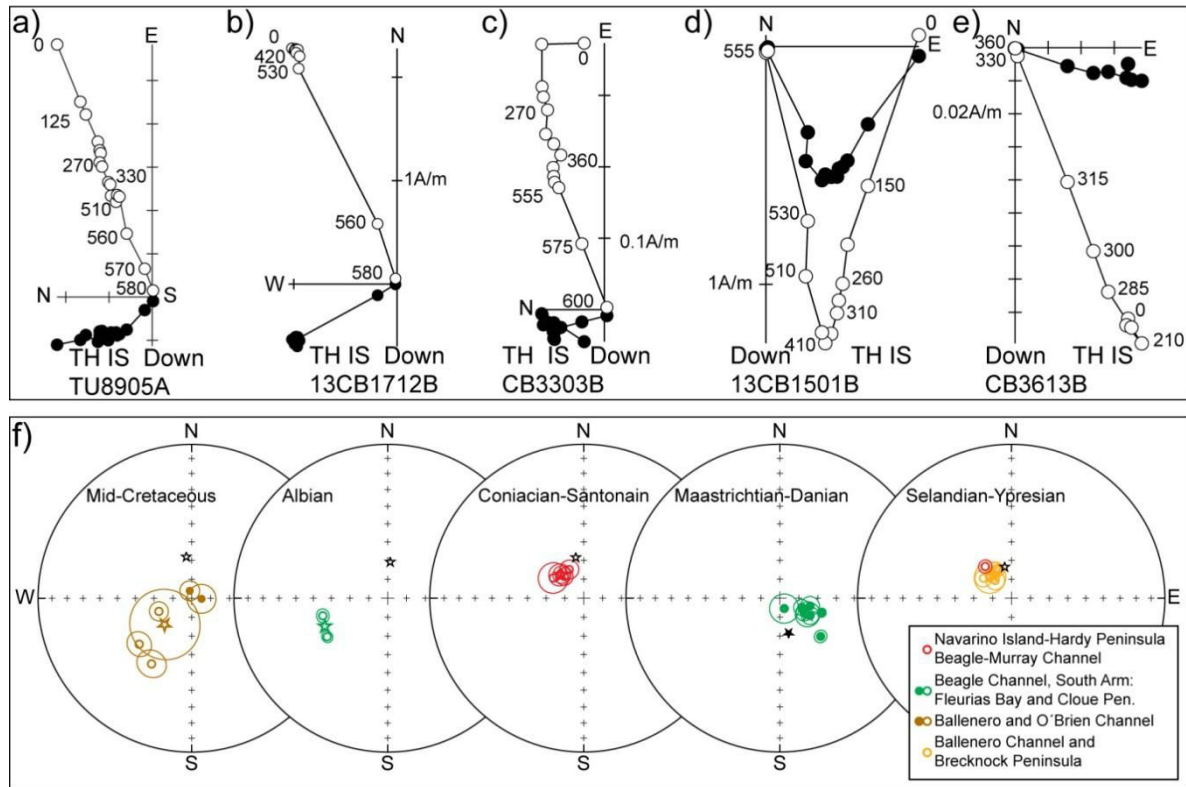 a)
E
0
125
270
330
510
560
570
580
N
S
TH IS Down
TU8905A
b)
N
0
420
530
1A/m
560
580
W
TH IS Down
13CB1712B
c)
E
0
270
360
555
575
0.1A/m
600
N
TH IS Down
CB3303B
d)
N
0
555
E
150
530
510
260
1A/m
310
410
Down TH IS
13CB1501B
e)
N
360
330
E
0.02A/m
315
300
285
0
210
Down TH IS
CB3613B
f)
N
N
N
N
N
Mid-Cretaceous
Albian
Coniacian-Santonain
Maastrichtian-Danian
Selandian-Ypresian
W
E
S
S
S
S
S
Navarino Island-Hardy Peninsula
Beagle-Murray Channel
Beagle Channel, South Arm:
Fleurias Bay and Cloue Pen.
Ballenero and O´Brien Channel
Ballenero Channel and
Brecknock Peninsula